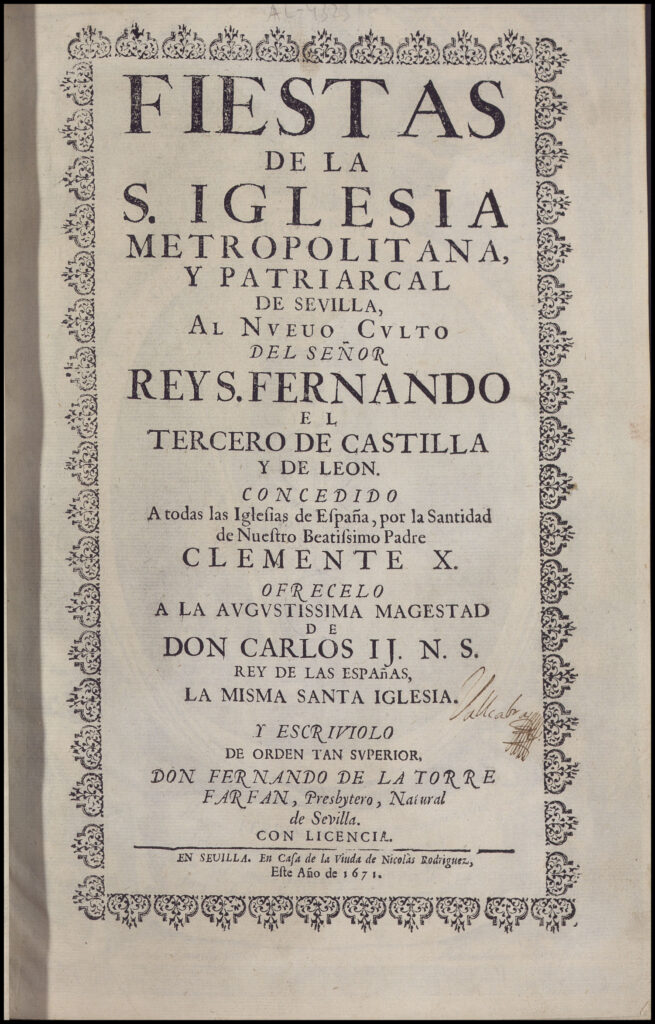 AL-4323
FIESTAS
DE LA
S. IGLESIA
METROPOLITANA,
Y PATRIARCAL
DE SEVILLA,
AL NVEUO CVLTO
DEL SEÑOR
REY S. FERNANDO
EL
TERCERO DE CASTILLA
Y DE LEON.
CONCEDIDO
A todas las Iglesias de España, por la Santidad
de Nuestro Beatissimo Padre
CLEMENTE X.
OFRECELO
A LA AVGVSTISSIMA MAGESTAD
DE
DON CARLOS IJ. N. S.
REY DE LAS ESPAñAS,
LA MISMA SANTA IGLESIA.
Y ESCRIVIOLO
DE ORDEN TAN SVPERIOR,
DON FERNANDO DE LA TORRE
FARFAN, Presbytero, Natural
de Sevilla.
CON LICENCIA.
EN SEVILLA. En Casa de la Viuda de Nicolàs Rodriguez,
Este Año de 1671.